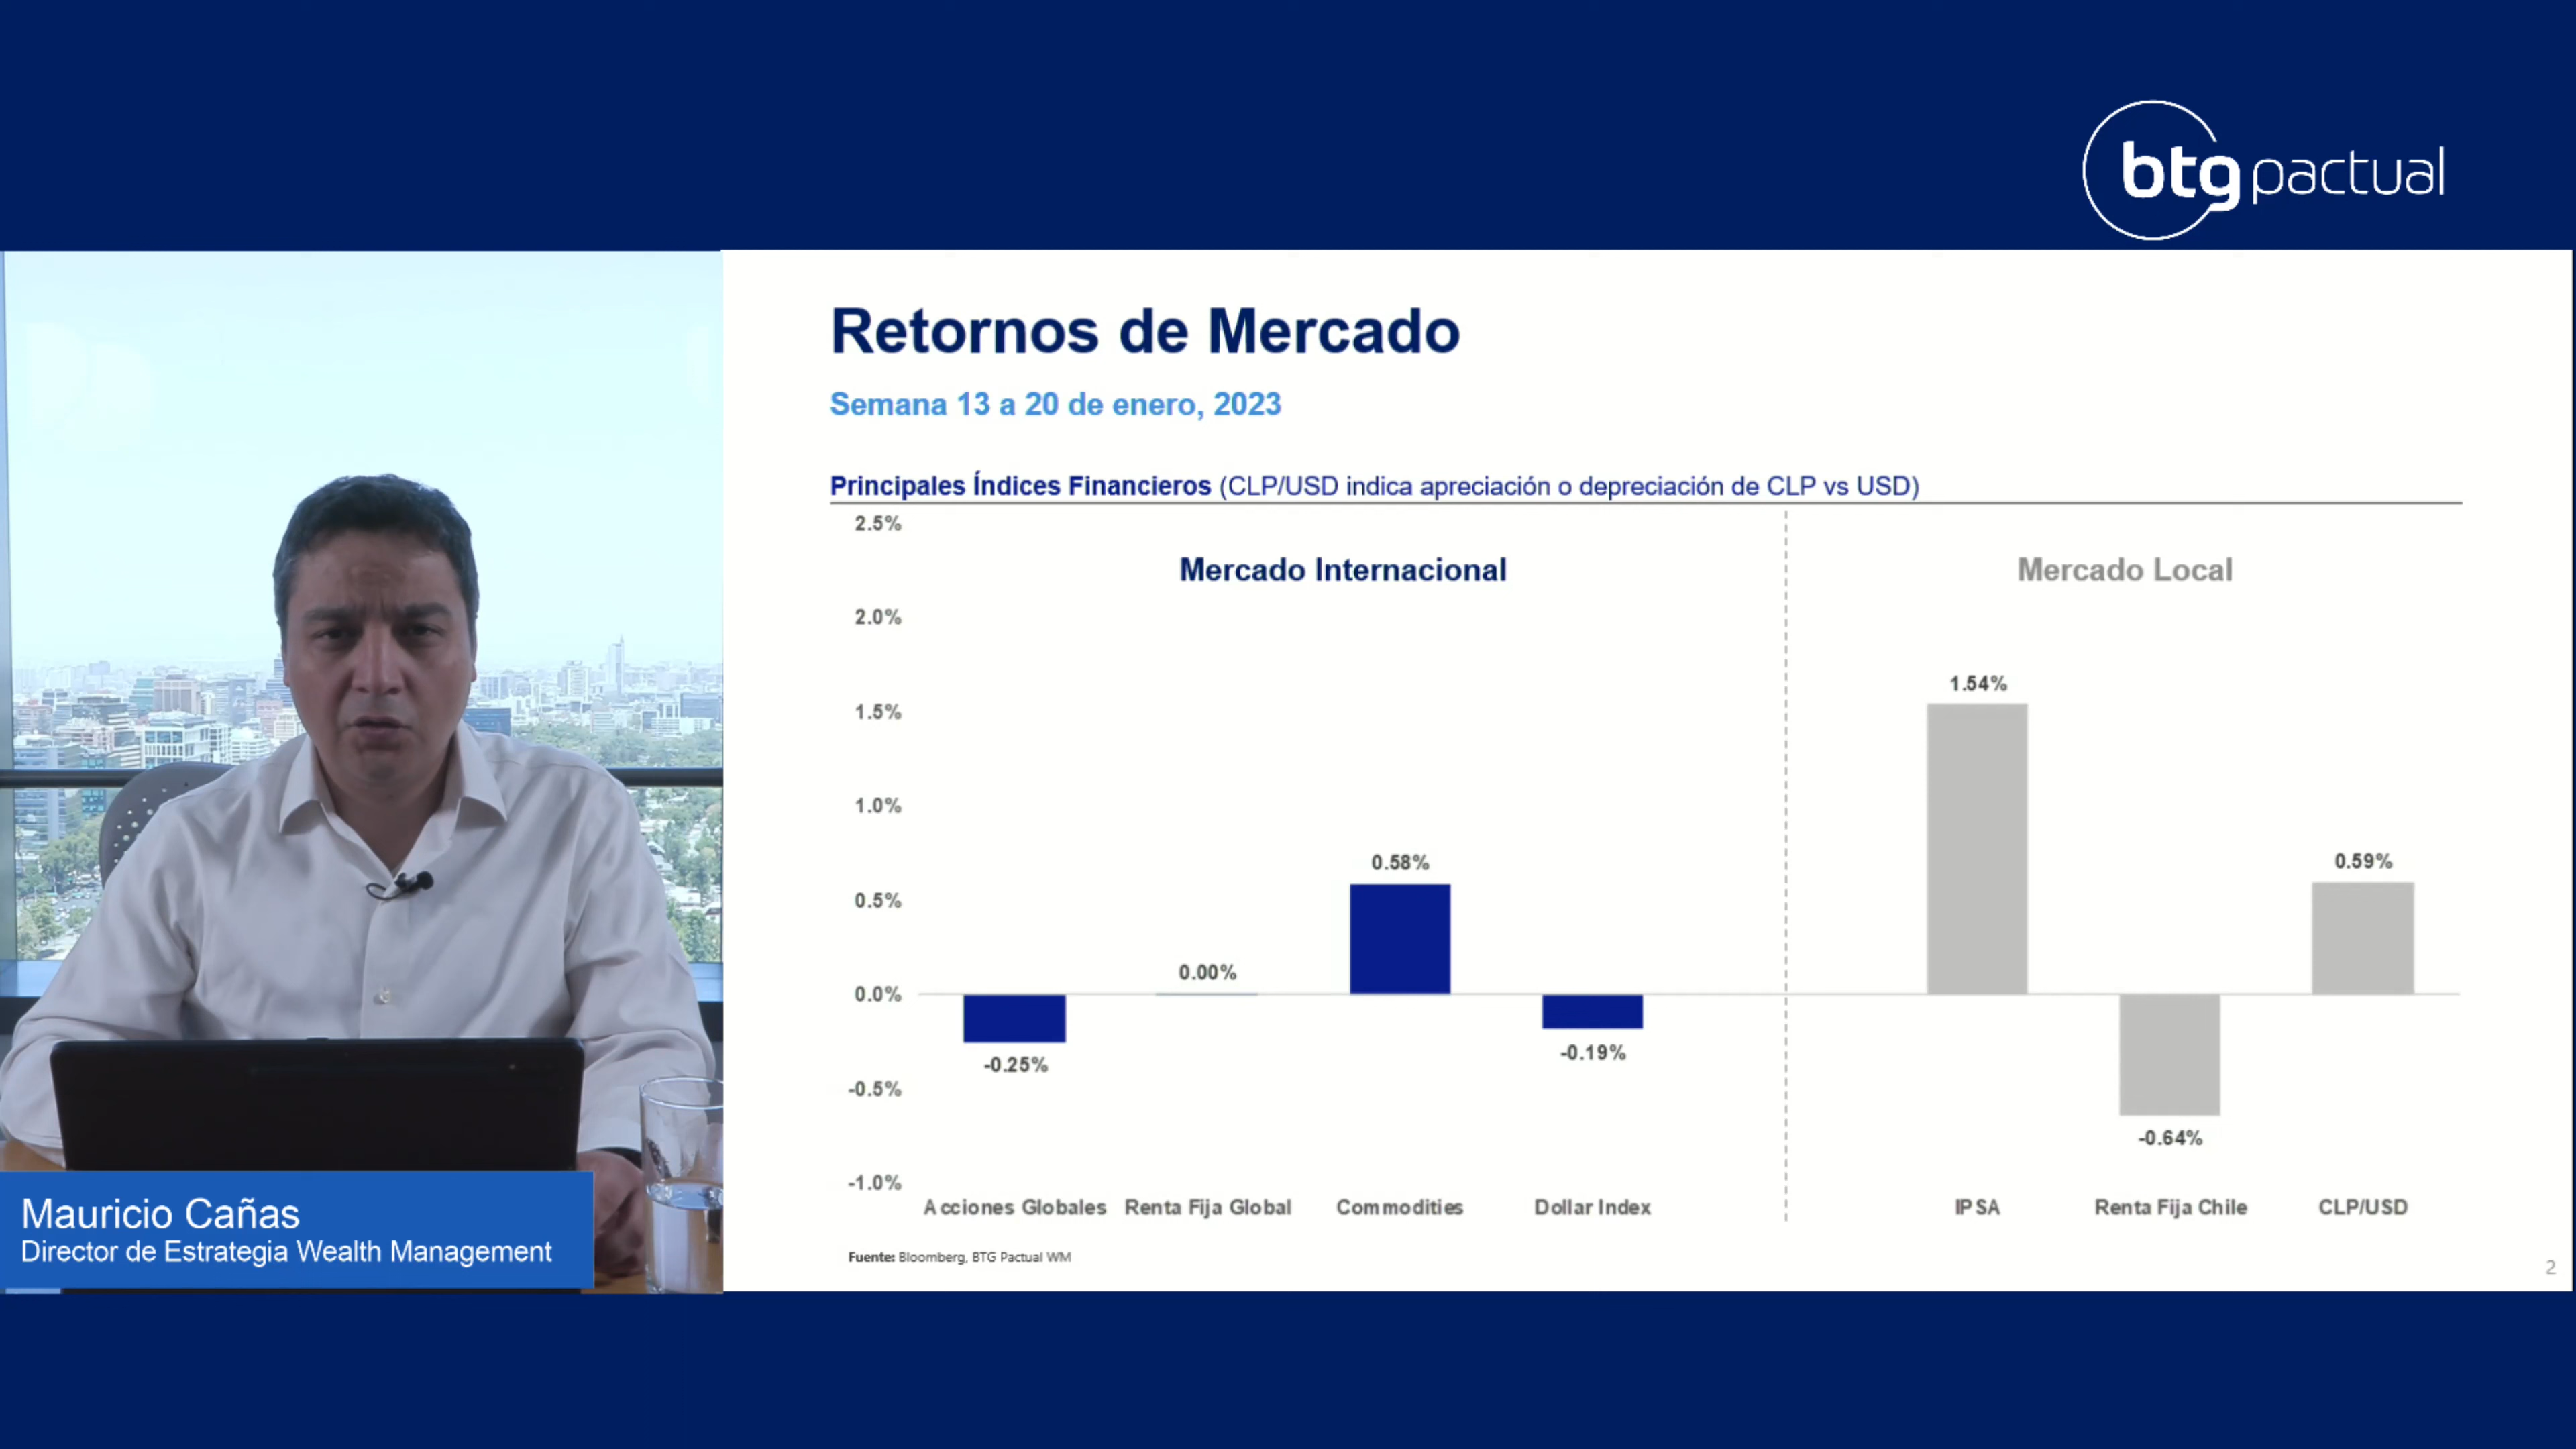 btg pactual
Retornos de Mercado
Semana 13 a 20 de enero, 2023
Principales Índices Financieros (CLP/USD indica apreciación o depreciación de CLP vs USD)
2.5%
2.0%
1.5%
1.0%
0.5%
0.0%
-0.5%
-1.0%
Mercado Internacional
-0.25%
0.00%
0.58%
-0.19%
Acciones Globales
Renta Fija Global
Commodities
Dollar Index
Mercado Local
1.54%
-0.64%
0.59%
IPSA
Renta Fija Chile
CLP/USD
Fuente: Bloomberg, BTG Pactual WM
2
Mauricio Cañas
Director de Estrategia Wealth Management